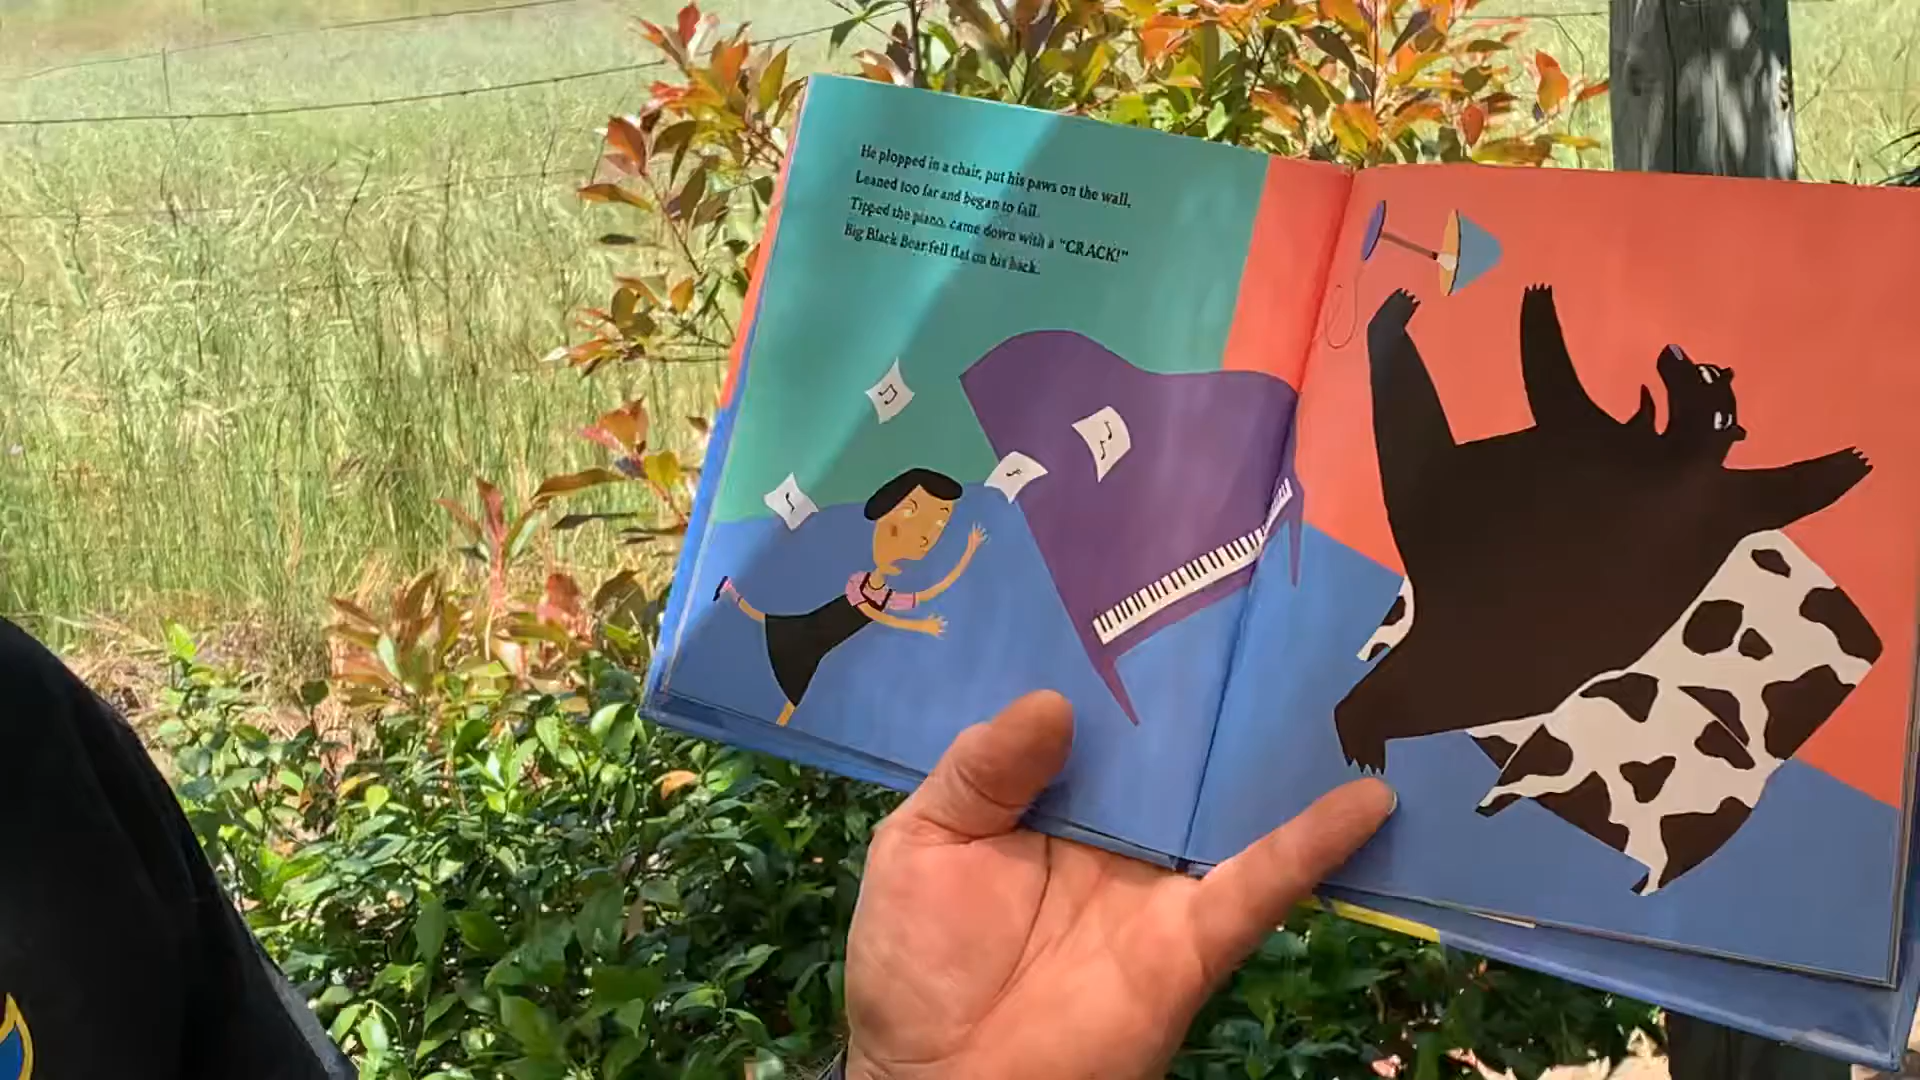 He plopped in a chair, put his paws on the wall,
Leaned too far and began to fall.
Tipped the piano, came down with a "CRACK!"
Big Black Bear fell flat on his back.